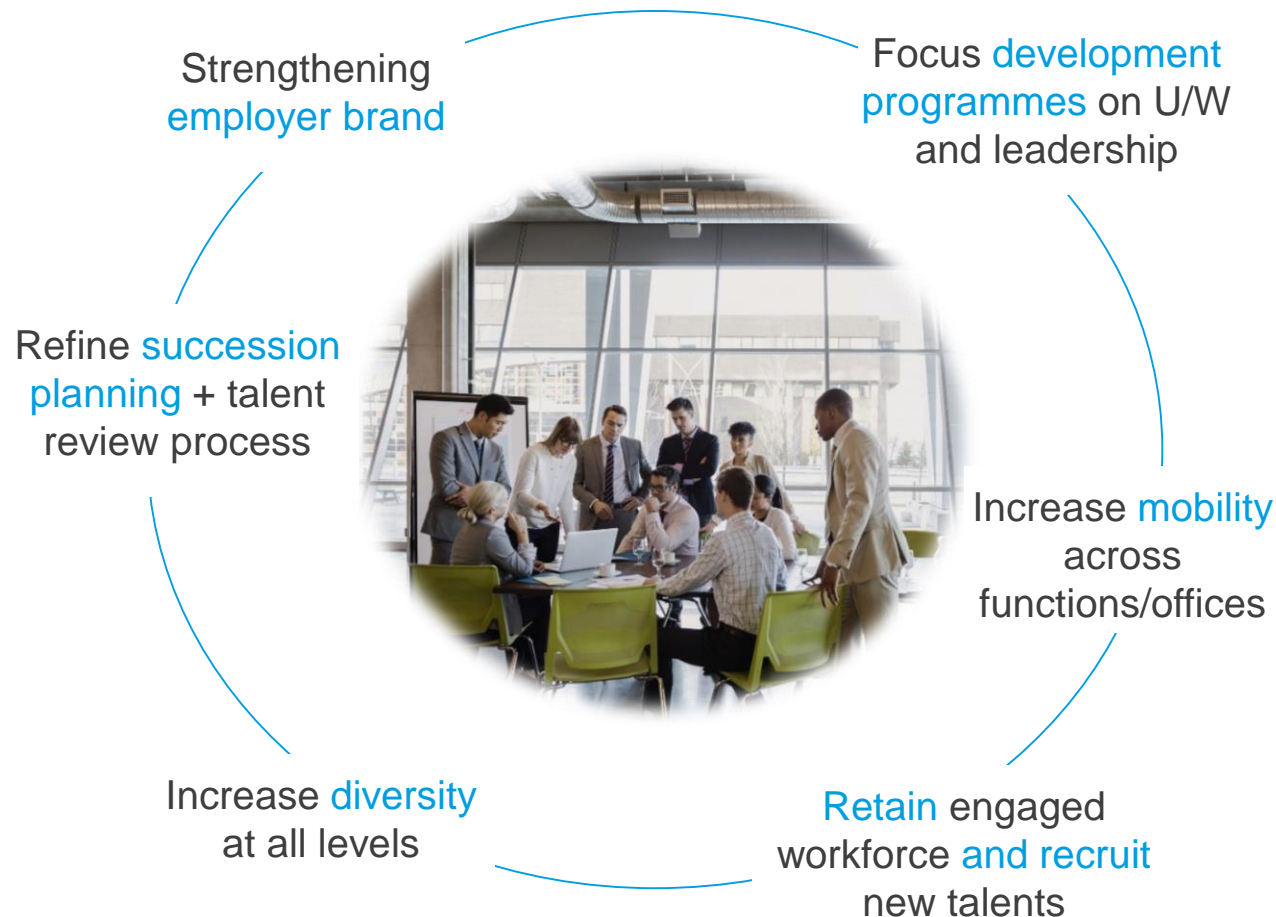 Strengthening
employer brand
Focus development
programmes on U/W
and leadership
Increase mobility
across
functions/offices
Retain engaged
workforce and recruit
new talents
Increase diversity
at all levels
Refine succession
planning + talent
review process